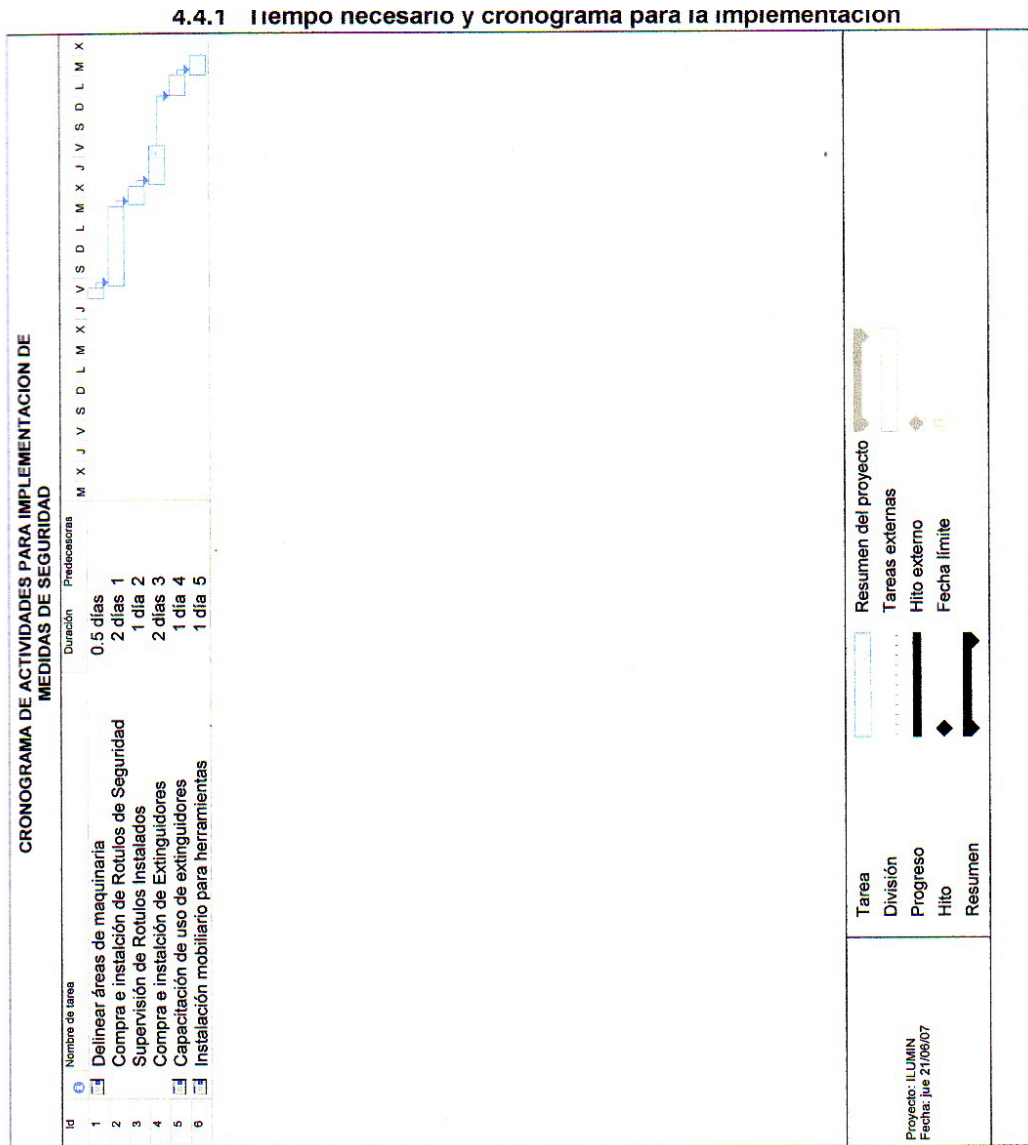 4.4.1 Tiempo necesario y cronograma para la implementación
CRONOGRAMA DE ACTIVIDADES PARA IMPLEMENTACION DE
MEDIDAS DE SEGURIDAD
Id Nombre de tarea Duración Predecesoras M X J V S D L M X J V S D L M X J V S D L M X
1 Delinear áreas de maquinaria 0.5 días
2 Compra e instalción de Rotulos de Seguridad 2 días 1
3 Supervisión de Rotulos Instalados 1 día 2
4 Compra e instalción de Extinguidores 2 días 3
5 Capacitación de uso de extinguidores 1 día 4
6 Instalación mobiliario para herramientas 1 día 5
Proyecto: ILUMIN
Fecha: jue 21/06/07
Tarea Resumen del proyecto
División Tareas externas
Progreso Hito externo
Hito Fecha límite
Resumen